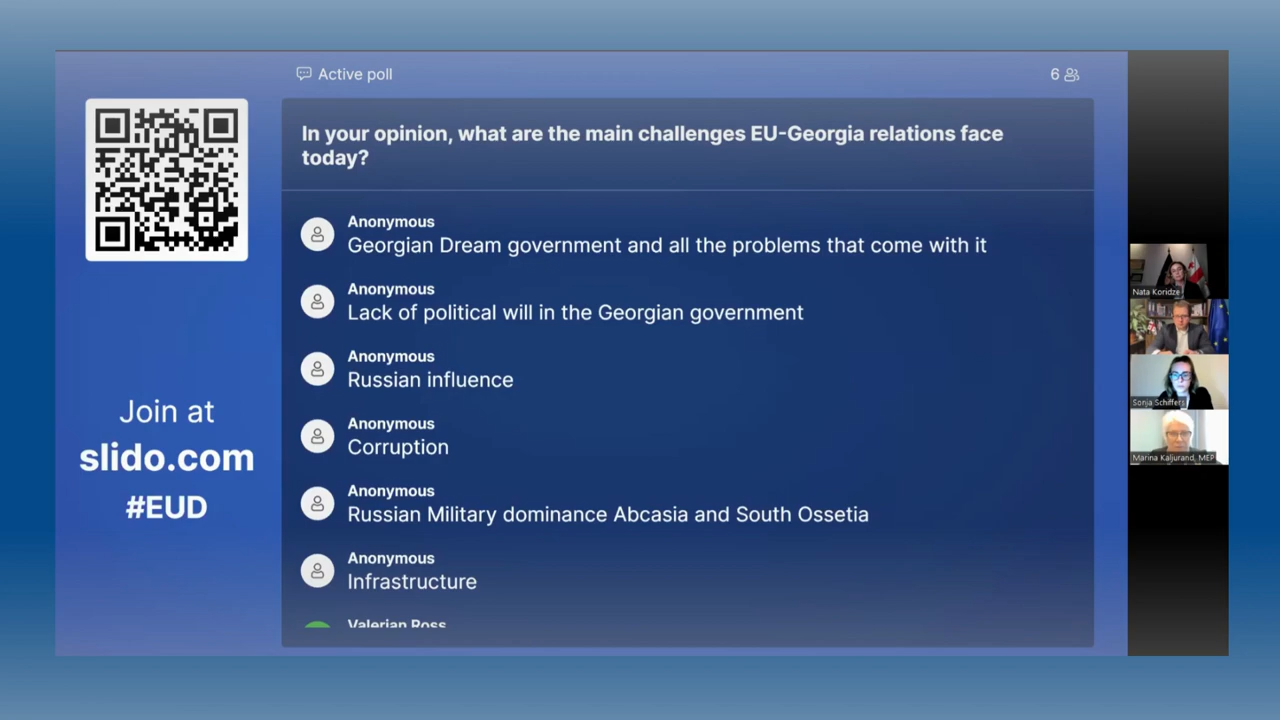 Active poll
6
In your opinion, what are the main challenges EU-Georgia relations face
today?
Anonymous
Georgian Dream government and all the problems that come with it
Anonymous
Lack of political will in the Georgian government
Anonymous
Russian influence
Anonymous
Corruption
Anonymous
Russian Military dominance Abcasia and South Ossetia
Anonymous
Infrastructure
Valerian Ross
Join at
slido.com
#EUD
Nata Koridze
Sonja Schiffers
Marina Kaljurand, MEP